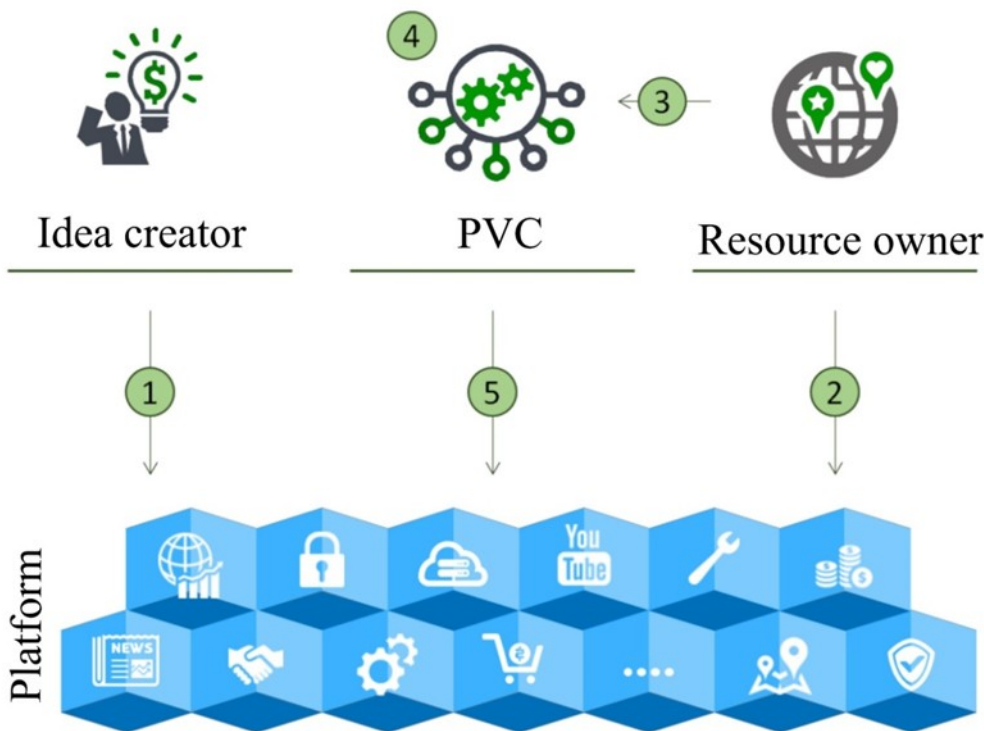 4
3
$
Idea creator
PVC
Resource owner
1
5
2
Platform
You
Tube
$
$
$
NEWS
....